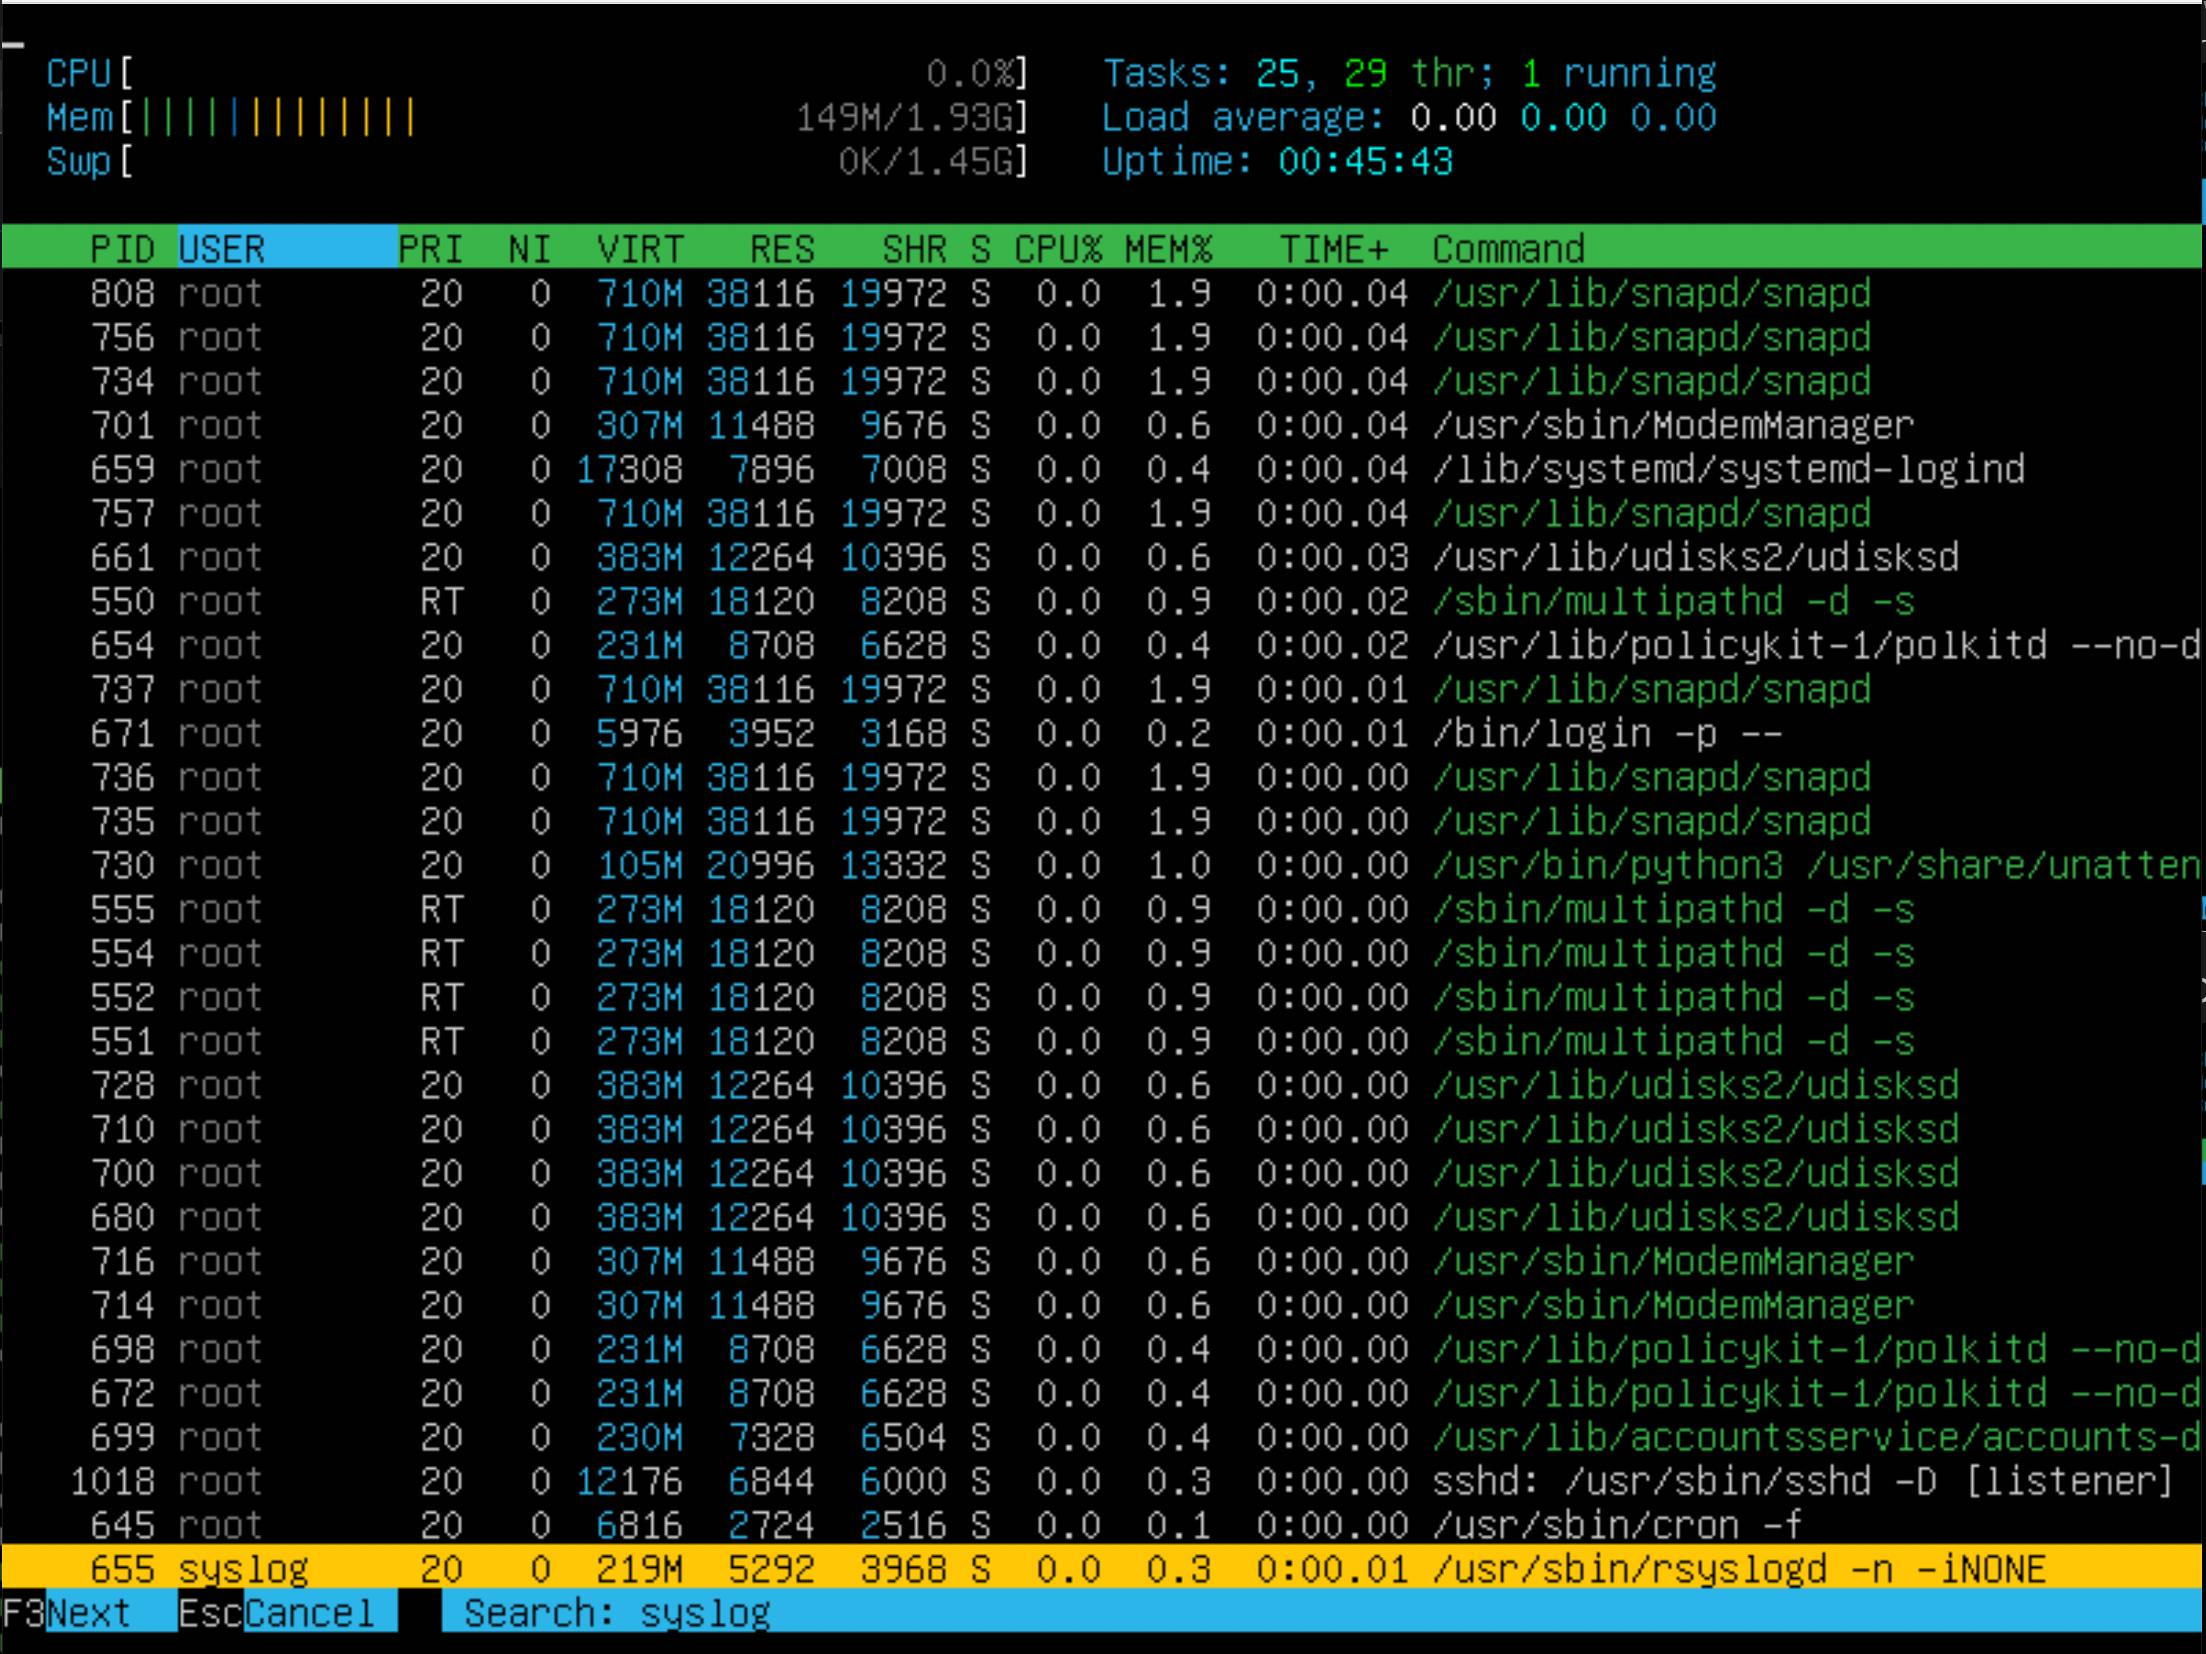 CPU[ 0.0%] Tasks: 25, 29 thr; 1 running
Mem[||||||||||||| 149M/1.93G] Load average: 0.00 0.00 0.00
Swp[ 0K/1.45G] Uptime: 00:45:43
PID USER PRI NI VIRT RES SHR S CPU% MEM% TIME+ Command
808 root 20 0 710M 38116 19972 S 0.0 1.9 0:00.04 /usr/lib/snapd/snapd
756 root 20 0 710M 38116 19972 S 0.0 1.9 0:00.04 /usr/lib/snapd/snapd
734 root 20 0 710M 38116 19972 S 0.0 1.9 0:00.04 /usr/lib/snapd/snapd
701 root 20 0 307M 11488 9676 S 0.0 0.6 0:00.04 /usr/sbin/ModemManager
659 root 20 0 17308 7896 7008 S 0.0 0.4 0:00.04 /lib/systemd/systemd-logind
757 root 20 0 710M 38116 19972 S 0.0 1.9 0:00.04 /usr/lib/snapd/snapd
661 root 20 0 383M 12264 10396 S 0.0 0.6 0:00.03 /usr/lib/udisks2/udisksd
550 root RT 0 273M 18120 8208 S 0.0 0.9 0:00.02 /sbin/multipathd -d -s
654 root 20 0 231M 8708 6628 S 0.0 0.4 0:00.02 /usr/lib/policykit-1/polkitd --no-d
737 root 20 0 710M 38116 19972 S 0.0 1.9 0:00.01 /usr/lib/snapd/snapd
671 root 20 0 5976 3952 3168 S 0.0 0.2 0:00.01 /bin/login -p --
736 root 20 0 710M 38116 19972 S 0.0 1.9 0:00.00 /usr/lib/snapd/snapd
735 root 20 0 710M 38116 19972 S 0.0 1.9 0:00.00 /usr/lib/snapd/snapd
730 root 20 0 105M 20996 13332 S 0.0 1.0 0:00.00 /usr/bin/python3 /usr/share/unatten
555 root RT 0 273M 18120 8208 S 0.0 0.9 0:00.00 /sbin/multipathd -d -s
554 root RT 0 273M 18120 8208 S 0.0 0.9 0:00.00 /sbin/multipathd -d -s
552 root RT 0 273M 18120 8208 S 0.0 0.9 0:00.00 /sbin/multipathd -d -s
551 root RT 0 273M 18120 8208 S 0.0 0.9 0:00.00 /sbin/multipathd -d -s
728 root 20 0 383M 12264 10396 S 0.0 0.6 0:00.00 /usr/lib/udisks2/udisksd
710 root 20 0 383M 12264 10396 S 0.0 0.6 0:00.00 /usr/lib/udisks2/udisksd
700 root 20 0 383M 12264 10396 S 0.0 0.6 0:00.00 /usr/lib/udisks2/udisksd
680 root 20 0 383M 12264 10396 S 0.0 0.6 0:00.00 /usr/lib/udisks2/udisksd
716 root 20 0 307M 11488 9676 S 0.0 0.6 0:00.00 /usr/sbin/ModemManager
714 root 20 0 307M 11488 9676 S 0.0 0.6 0:00.00 /usr/sbin/ModemManager
698 root 20 0 231M 8708 6628 S 0.0 0.4 0:00.00 /usr/lib/policykit-1/polkitd --no-d
672 root 20 0 231M 8708 6628 S 0.0 0.4 0:00.00 /usr/lib/policykit-1/polkitd --no-d
699 root 20 0 230M 7328 6504 S 0.0 0.4 0:00.00 /usr/lib/accountsservice/accounts-d
1018 root 20 0 12176 6844 6000 S 0.0 0.3 0:00.00 sshd: /usr/sbin/sshd -D [listener]
645 root 20 0 6816 2724 2516 S 0.0 0.1 0:00.00 /usr/sbin/cron -f
655 syslog 20 0 219M 5292 3968 S 0.0 0.3 0:00.01 /usr/sbin/rsyslogd -n -iNONE
F3Next EscCancel Search: syslog